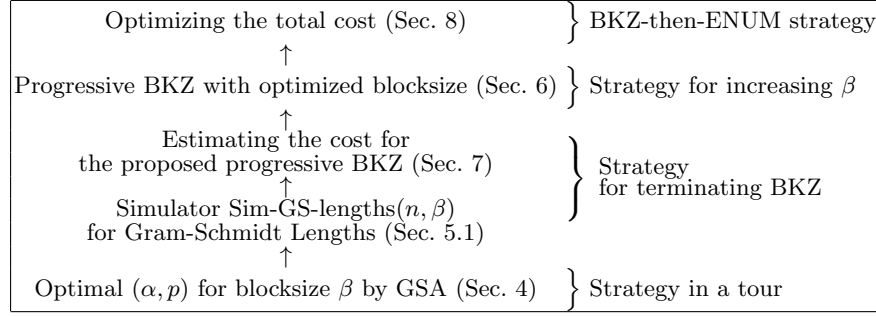 Optimizing the total cost (Sec. 8) } BKZ-then-ENUM strategy
↑
Progressive BKZ with optimized blocksize (Sec. 6) } Strategy for increasing β
↑
Estimating the cost for
the proposed progressive BKZ (Sec. 7)
↑
Simulator Sim-GS-lengths(n, β)
for Gram-Schmidt Lengths (Sec. 5.1)
} Strategy
for terminating BKZ
↑
Optimal (α, p) for blocksize β by GSA (Sec. 4) } Strategy in a tour